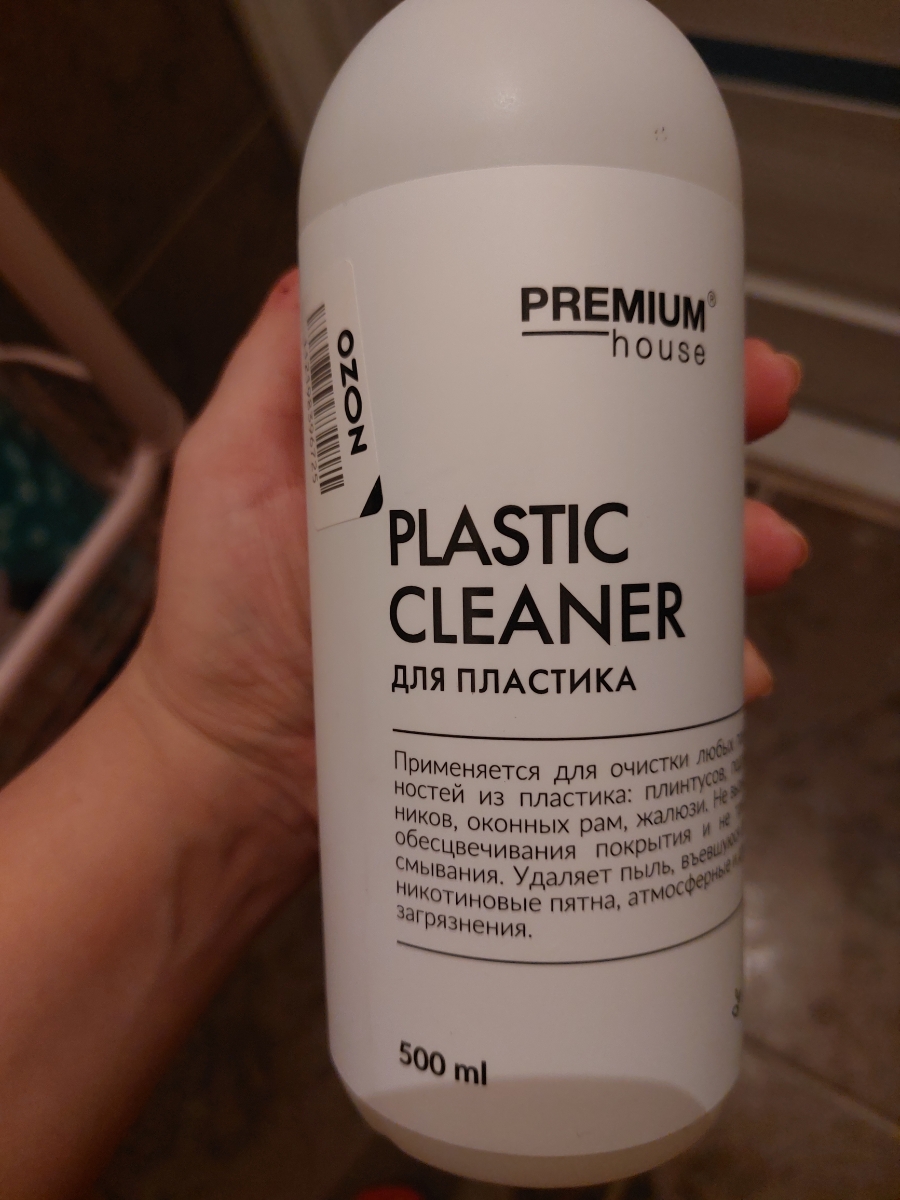 PREMIUM®
house
OZON
PLASTIC
CLEANER
ДЛЯ ПЛАСТИКА
Применяется для очистки любых
ностей из пластика: плинтусов,
ников, оконных рам, жалюзи. Не
обесцвечивания покрытия и не
смывания. Удаляет пыль,
никотиновые пятна, атмосферные
загрязнения.
500 ml